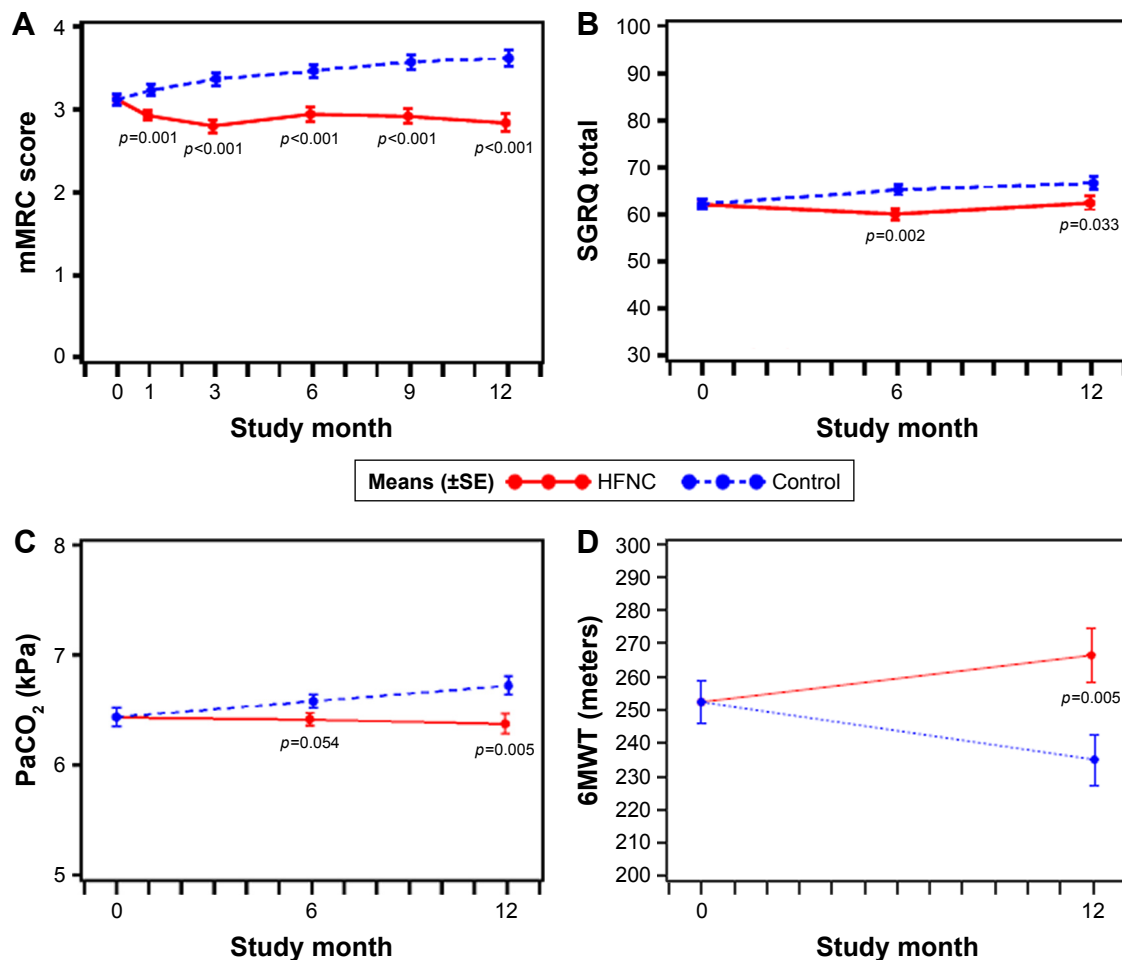 A
mMRC score
4
3
2
1
0
p=0.001
p<0.001
p<0.001
p<0.001
p<0.001
0 1 3 6 9 12
Study month
B
SGRQ total
100
90
80
70
60
50
40
30
p=0.002
p=0.033
0 6 12
Study month
Means (±SE) HFNC Control
C
PaCO2 (kPa)
8
7
6
5
p=0.054
p=0.005
0 6 12
Study month
D
6MWT (meters)
300
290
280
270
260
250
240
230
220
210
200
p=0.005
0 12
Study month